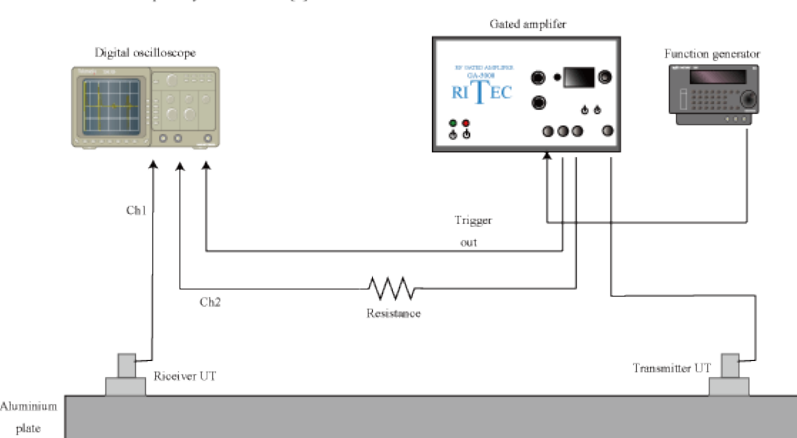 Gated amplifer
Digital oscilloscope
Function generator
RF GATED AMPLIFIER
GA-5000
RITEC
Ch1
Trigger
out
Ch2
Resistance
Riceiver UT
Transmitter UT
Aluminium
plate